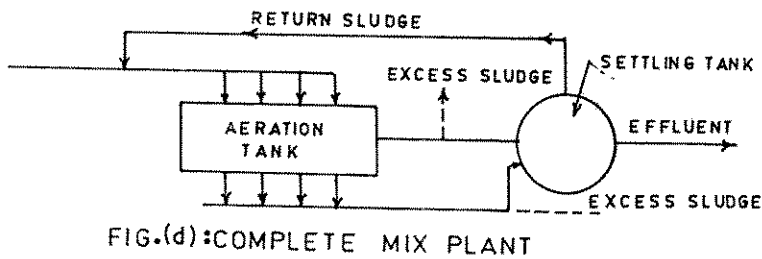 RETURN SLUDGE
EXCESS SLUDGE
SETTLING TANK
AERATION
TANK
EFFLUENT
EXCESS SLUDGE
FIG.(d):COMPLETE MIX PLANT